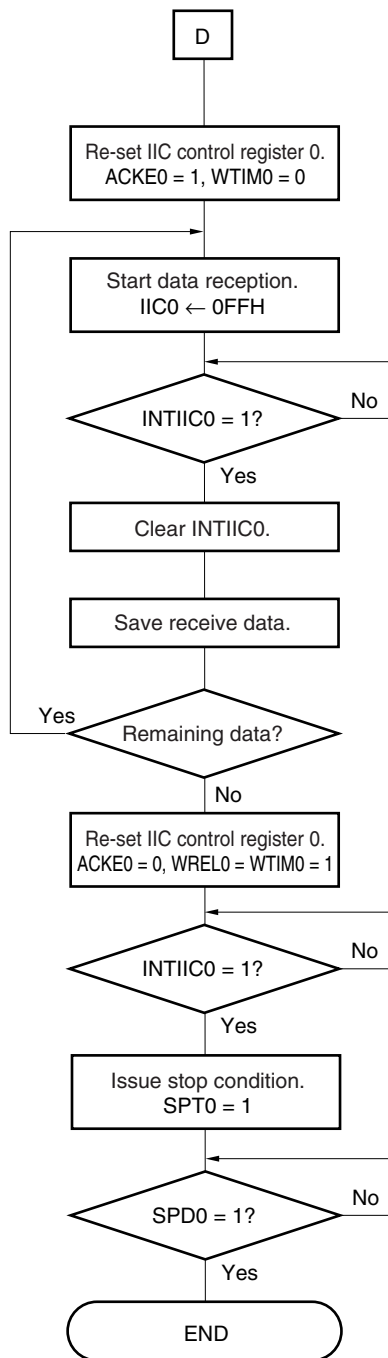 D
Re-set IIC control register 0.
ACKE0 = 1, WTIM0 = 0
Start data reception.
IIC0 ← 0FFH
INTIIC0 = 1?
No
Yes
Clear INTIIC0.
Save receive data.
Yes
Remaining data?
No
Re-set IIC control register 0.
ACKE0 = 0, WREL0 = WTIM0 = 1
INTIIC0 = 1?
No
Yes
Issue stop condition.
SPT0 = 1
SPD0 = 1?
No
Yes
END